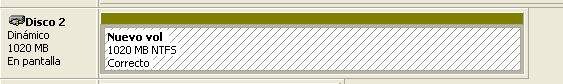 Disco 2
Dinámico
1020 MB
En pantalla
Nuevo vol
1020 MB NTFS
Correcto